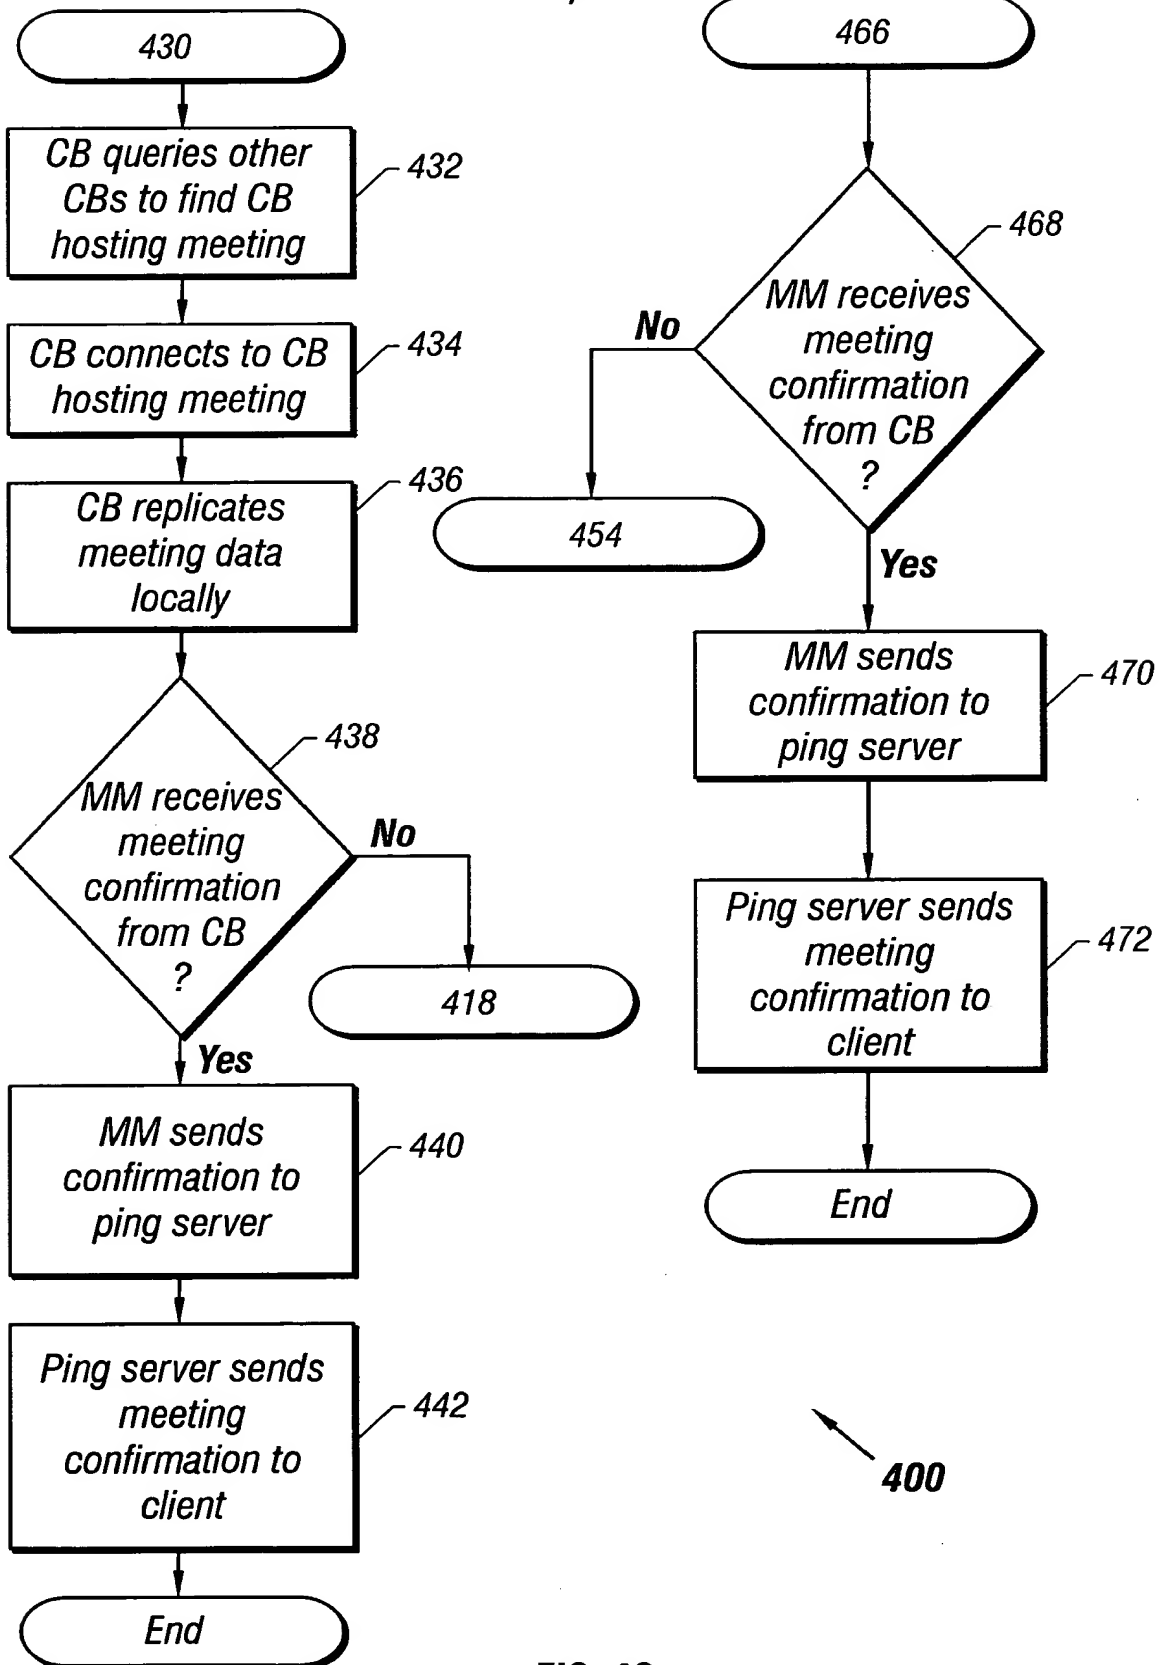 430
CB queries other
CBs to find CB
hosting meeting
432
CB connects to CB
hosting meeting
434
CB replicates
meeting data
locally
436
MM receives
meeting
confirmation
from CB
?
438
No
418
Yes
MM sends
confirmation to
ping server
440
Ping server sends
meeting
confirmation to
client
442
End
466
MM receives
meeting
confirmation
from CB
?
468
No
454
Yes
MM sends
confirmation to
ping server
470
Ping server sends
meeting
confirmation to
client
472
End
400